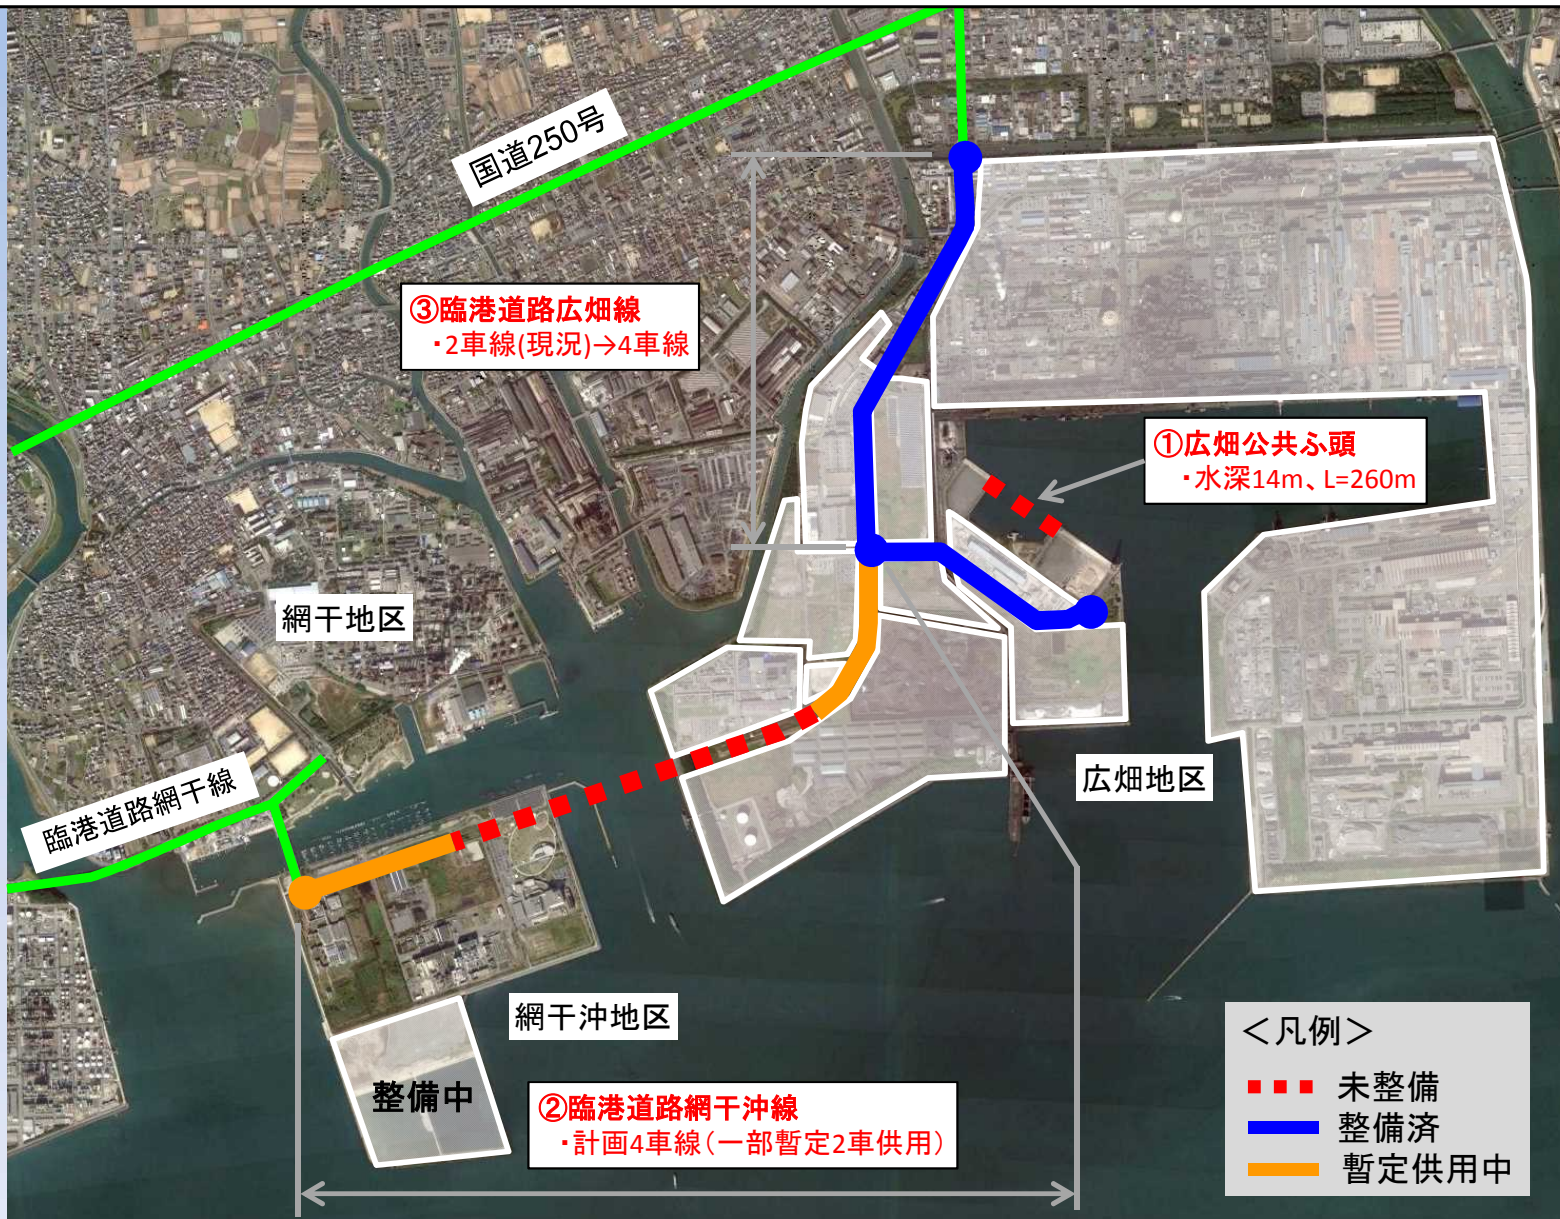 国道250号
③臨港道路広畑線
・2車線(現況)→4車線
①広畑公共ふ頭
・水深14m、L=260m
網干地区
広畑地区
臨港道路網干線
網干沖地区
整備中
②臨港道路網干沖線
・計画4車線（一部暫定2車供用）
＜凡例＞
未整備
整備済
暫定供用中